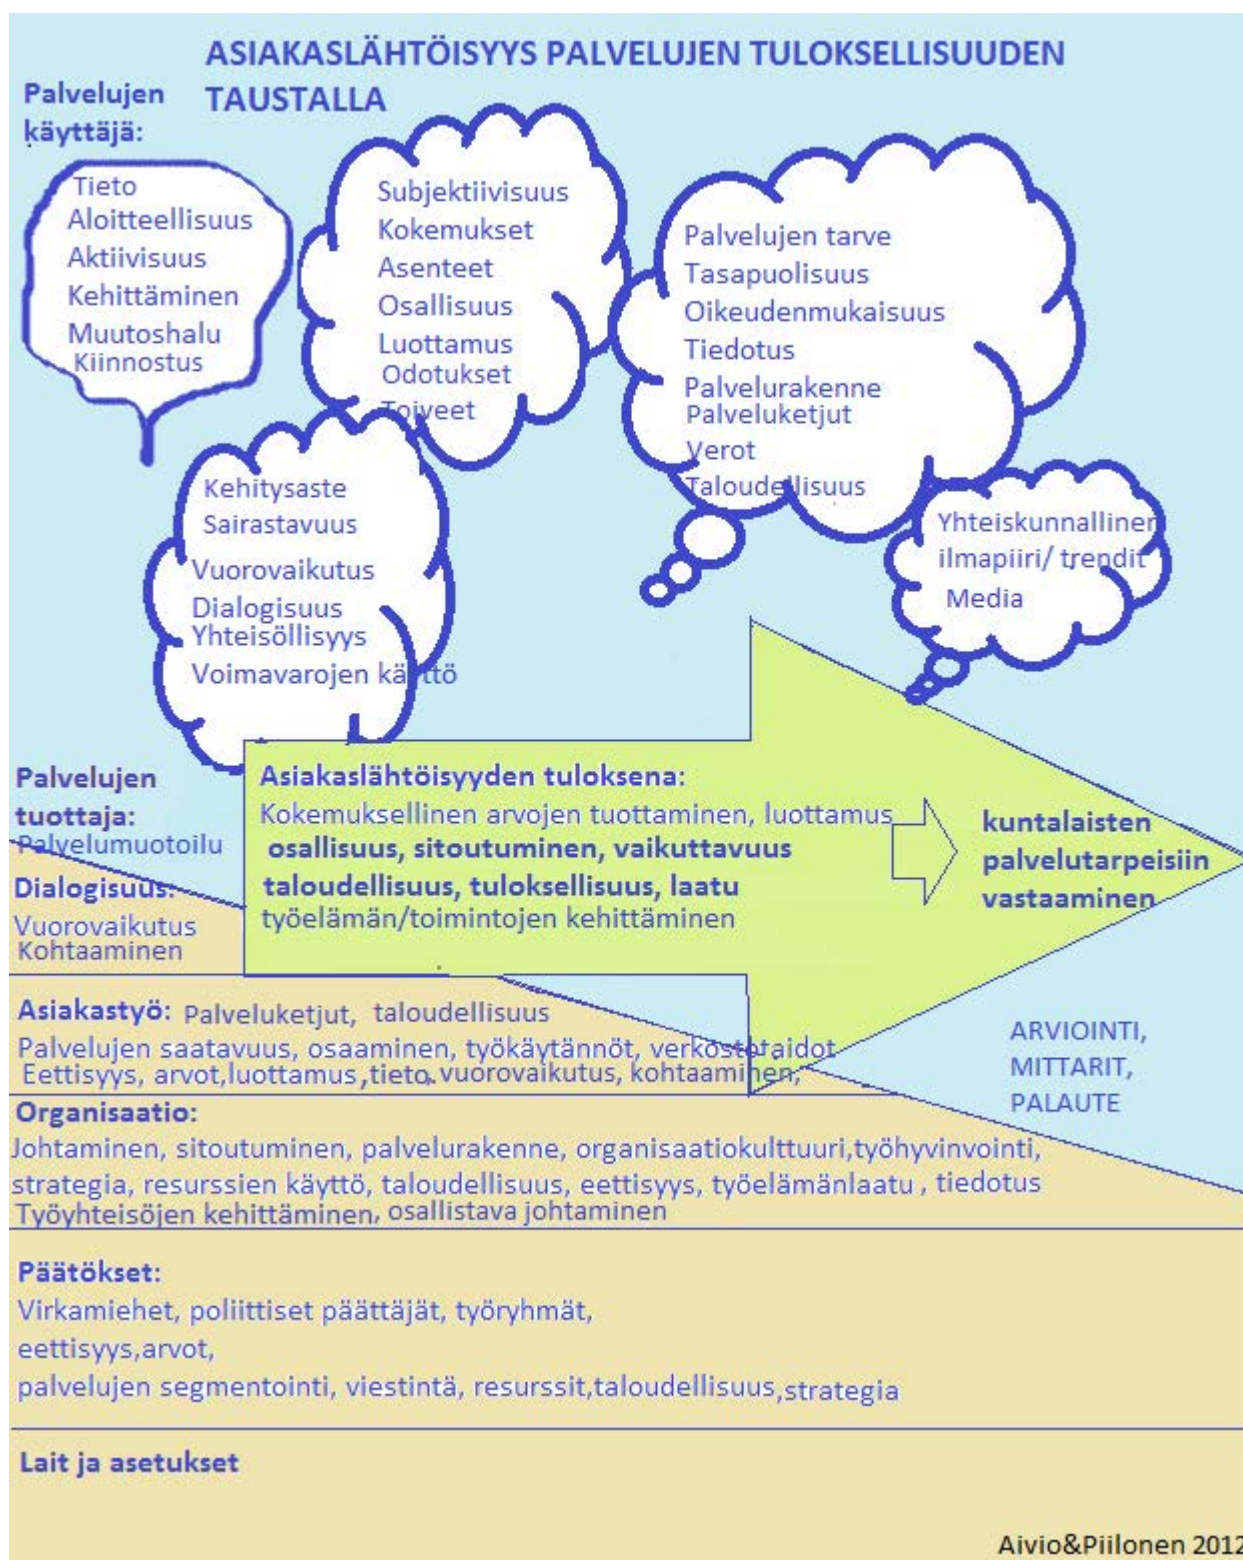 ASIAKASLÄHTÖISYYS PALVELUJEN TULOKSELLISUUDEN
TAUSTALLA
Palvelujen
käyttäjä:
Tieto
Aloitteellisuus
Aktiivisuus
Kehittäminen
Muutoshalu
Kiinnostus
Subjektiivisuus
Kokemukset
Asenteet
Osallisuus
Luottamus
Odotukset
Toiveet
Palvelujen tarve
Tasapuolisuus
Oikeudenmukaisuus
Tiedotus
Palvelurakenne
Palveluketjut
Verot
Taloudellisuus
Kehitysaste
Sairastavuus
Vuorovaikutus
Dialogisuus
Yhteisöllisyys
Voimavarojen käyttö
Yhteiskunnallinen
ilmapiiri/ trendit
Media
Palvelujen
tuottaja:
Palvelumuotoilu
Dialogisuus:
Vuorovaikutus
Kohtaaminen
Asiakaslähtöisyyden tuloksena:
Kokemuksellinen arvojen tuottaminen, luottamus
osallisuus, sitoutuminen, vaikuttavuus
taloudellisuus, tuloksellisuus, laatu
työelämän/toimintojen kehittäminen
kuntalaisten
palvelutarpeisiin
vastaaminen
Asiakastyö: Palveluketjut, taloudellisuus
Palvelujen saatavuus, osaaminen, työkäytännöt, verkostotaidot
Eettisyys, arvot,luottamus,tieto.vuorovaikutus, kohtaaminen,
ARVIOINTI,
MITTARIT,
PALAUTE
Organisaatio:
Johtaminen, sitoutuminen, palvelurakenne, organisaatiokulttuuri,työhyvinvointi,
strategia, resurssien käyttö, taloudellisuus, eettisyys, työelämänlaatu, tiedotus
Työyhteisöjen kehittäminen, osallistava johtaminen
Päätökset:
Virkamiehet, poliittiset päättäjät, työryhmät,
eettisyys,arvot,
palvelujen segmentointi, viestintä, resurssit,taloudellisuus,strategia
Lait ja asetukset
Aivio&Piilonen 2012